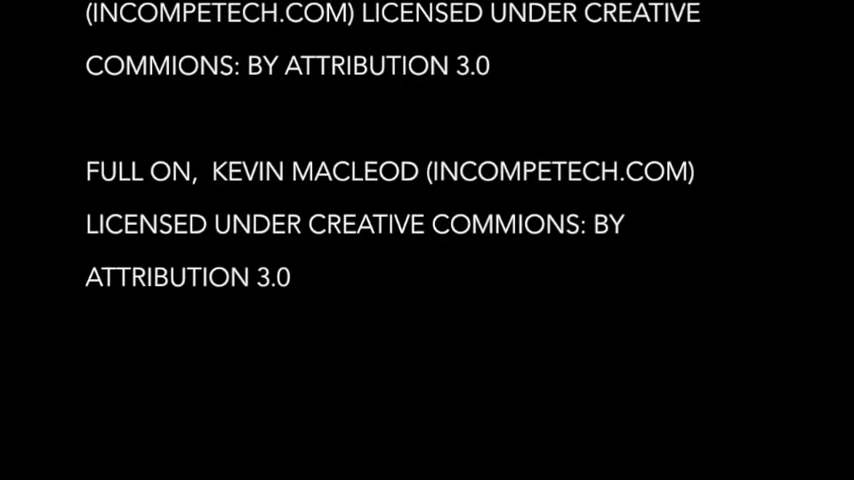 (INCOMPETECH.COM) LICENSED UNDER CREATIVE
COMMIONS: BY ATTRIBUTION 3.0
FULL ON,  KEVIN MACLEOD (INCOMPETECH.COM)
LICENSED UNDER CREATIVE COMMIONS: BY
ATTRIBUTION 3.0